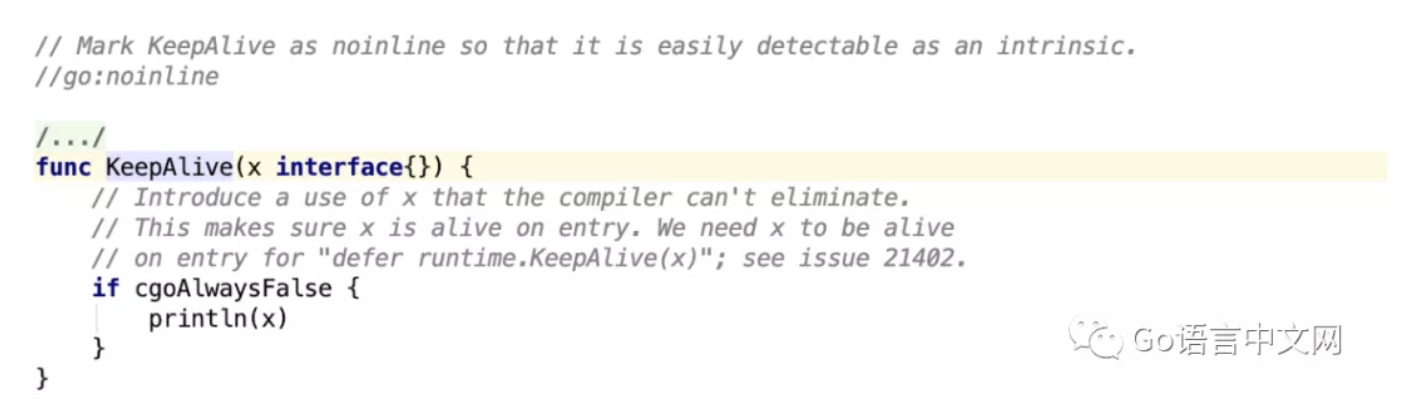 // Mark KeepAlive as noinline so that it is easily detectable as an intrinsic.
//go:noinline
/.../
func KeepAlive(x interface{}) {
    // Introduce a use of x that the compiler can't eliminate.
    // This makes sure x is alive on entry. We need x to be alive
    // on entry for "defer runtime.KeepAlive(x)"; see issue 21402.
    if cgoAlwaysFalse {
        println(x)
    }
}
Go语言中文网